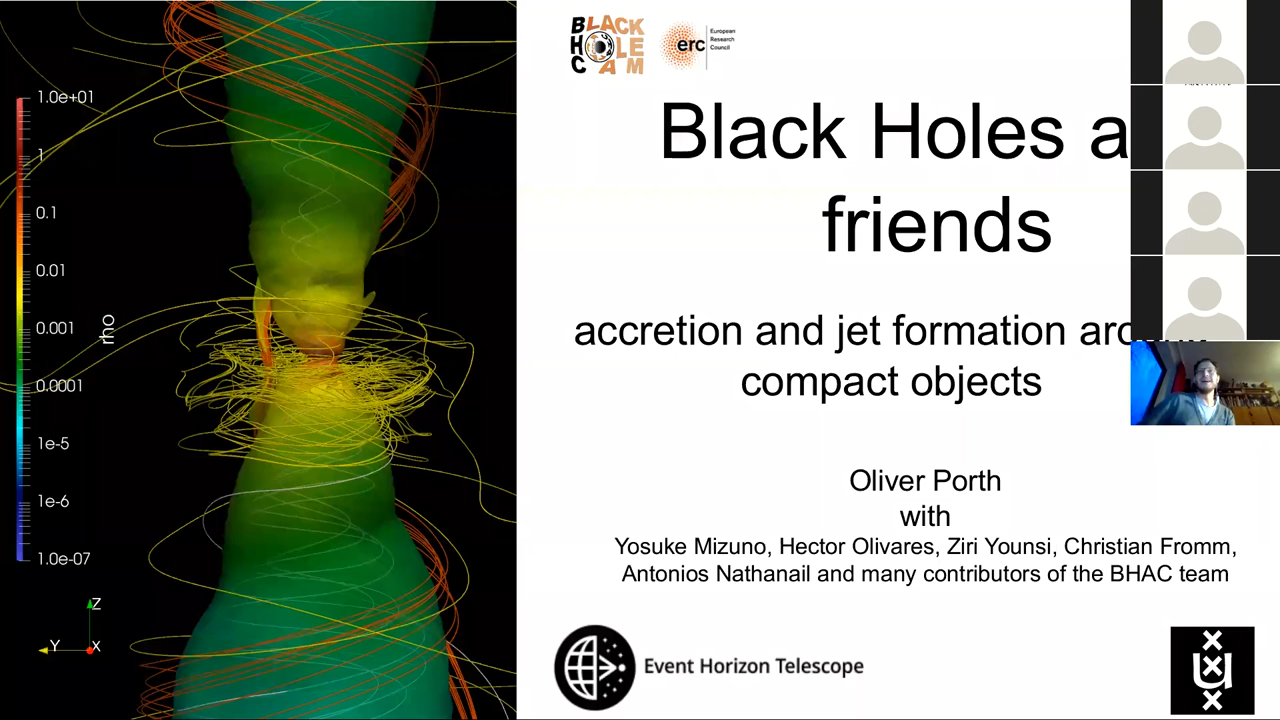 BLACK
HOLE
CAM
erc
European
Research
Council
Black Holes a
friends
accretion and jet formation aro
compact objects
Oliver Porth
with
Yosuke Mizuno, Hector Olivares, Ziri Younsi, Christian Fromm,
Antonios Nathanail and many contributors of the BHAC team
Event Horizon Telescope
1.0e+01
1
0.1
0.01
0.001
0.0001
1e-5
1e-6
1.0e-07
rho
Z
Y
X
X
X
U
X